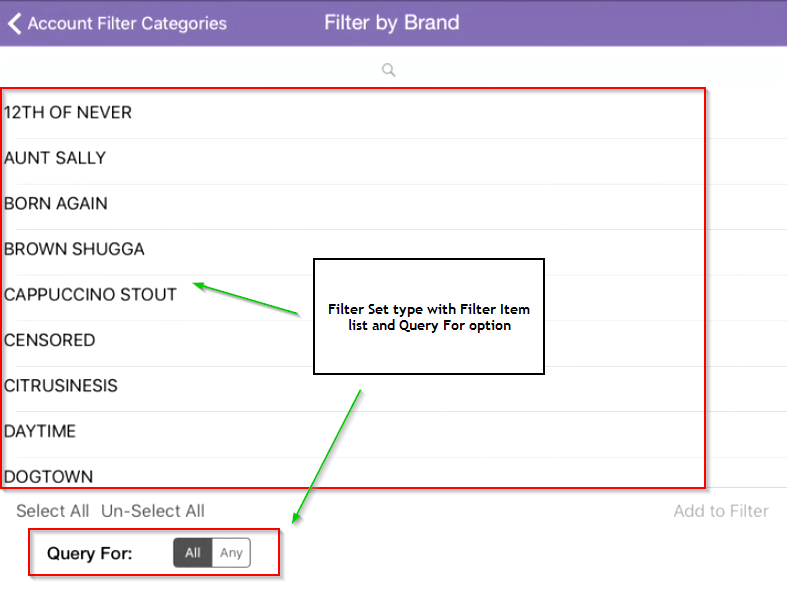 Account Filter Categories
Filter by Brand
12TH OF NEVER
AUNT SALLY
BORN AGAIN
BROWN SHUGGA
CAPPUCCINO STOUT
Filter Set type with Filter Item
list and Query For option
CENSORED
CITRUSINESIS
DAYTIME
DOGTOWN
Select All Un-Select All Add to Filter
Query For: All Any